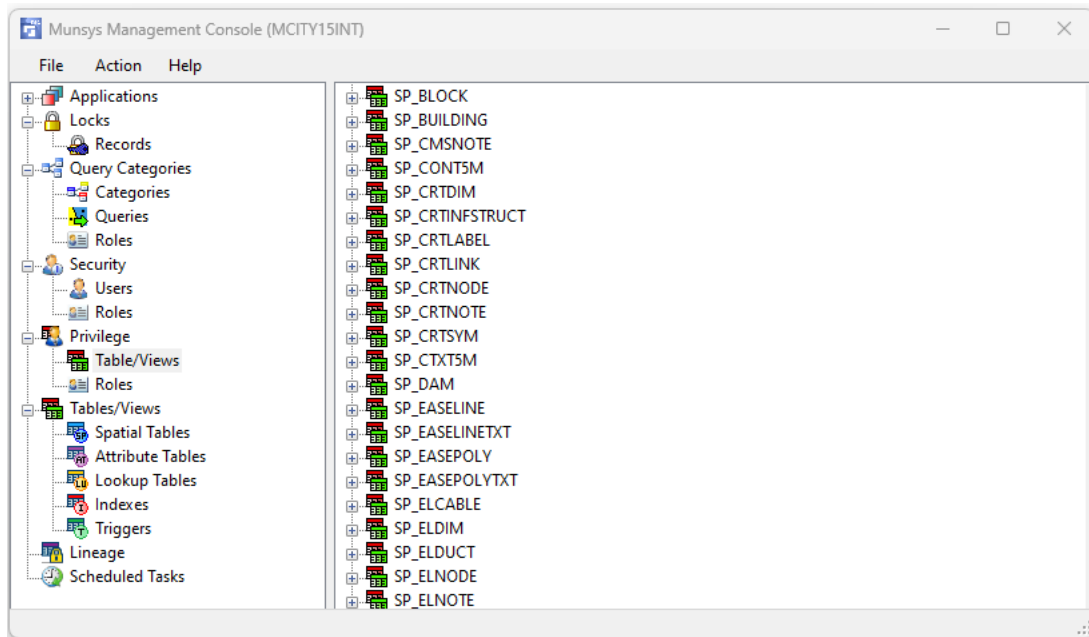 Munsys Management Console (MCITY15INT)
File Action Help
Applications
Locks
Records
Query Categories
Categories
Queries
Roles
Security
Users
Roles
Privilege
Table/Views
Roles
Tables/Views
Spatial Tables
Attribute Tables
Lookup Tables
Indexes
Triggers
Lineage
Scheduled Tasks
SP_BLOCK
SP_BUILDING
SP_CMSNOTE
SP_CONT5M
SP_CRTDIM
SP_CRTINFSTRUCT
SP_CRTLABEL
SP_CRTLINK
SP_CRTNODE
SP_CRTNOTE
SP_CRTSYM
SP_CTXT5M
SP_DAM
SP_EASELINE
SP_EASELINETXT
SP_EASEPOLY
SP_EASEPOLYTXT
SP_ELCABLE
SP_ELDIM
SP_ELDUCT
SP_ELNODE
SP_ELNOTE